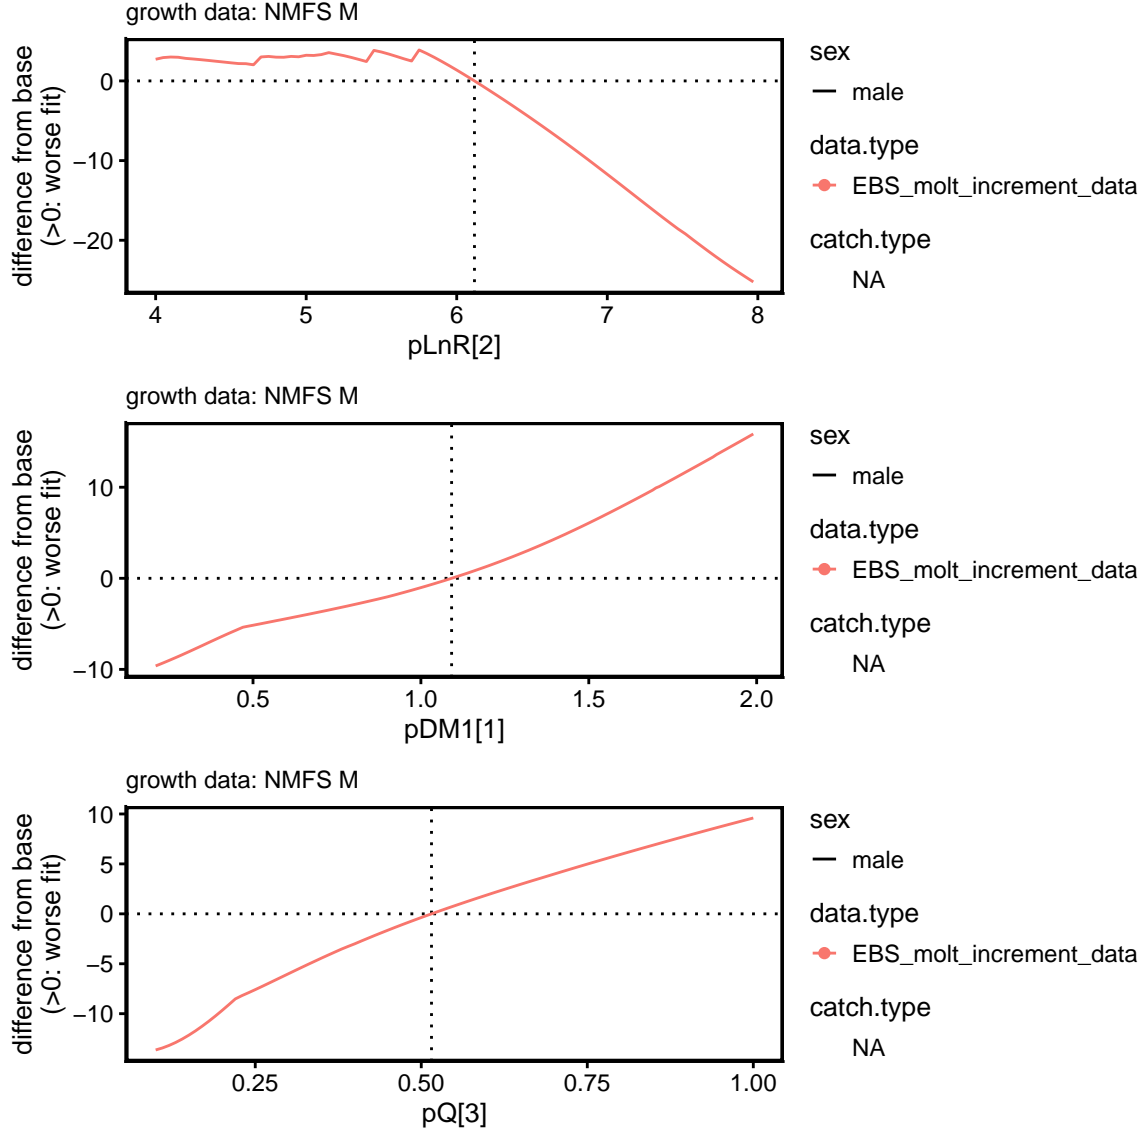 growth data: NMFS M
difference from base
(>0: worse fit)
0
−10
−20
4
5
6
7
8
pLnR[2]
sex
male
data.type
EBS_molt_increment_data
catch.type
NA
growth data: NMFS M
difference from base
(>0: worse fit)
10
0
−10
0.5
1.0
1.5
2.0
pDM1[1]
sex
male
data.type
EBS_molt_increment_data
catch.type
NA
growth data: NMFS M
difference from base
(>0: worse fit)
10
5
0
−5
−10
0.25
0.50
0.75
1.00
pQ[3]
sex
male
data.type
EBS_molt_increment_data
catch.type
NA